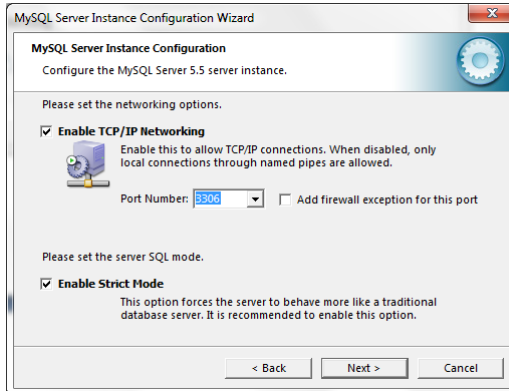 MySQL Server Instance Configuration Wizard
MySQL Server Instance Configuration
Configure the MySQL Server 5.5 server instance.
Please set the networking options.
Enable TCP/IP Networking
Enable this to allow TCP/IP connections. When disabled, only
local connections through named pipes are allowed.
Port Number: 3306 Add firewall exception for this port
Please set the server SQL mode.
Enable Strict Mode
This option forces the server to behave more like a traditional
database server. It is recommended to enable this option.
< Back Next > Cancel